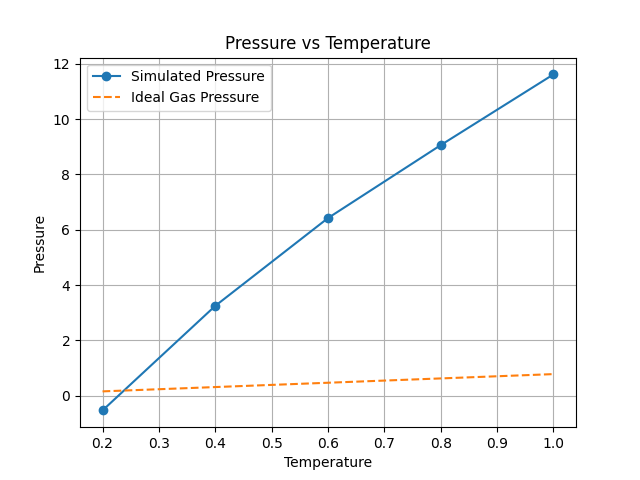 Pressure vs Temperature
Simulated Pressure
Ideal Gas Pressure
Pressure
12
10
8
6
4
2
0
0.2 0.3 0.4 0.5 0.6 0.7 0.8 0.9 1.0
Temperature